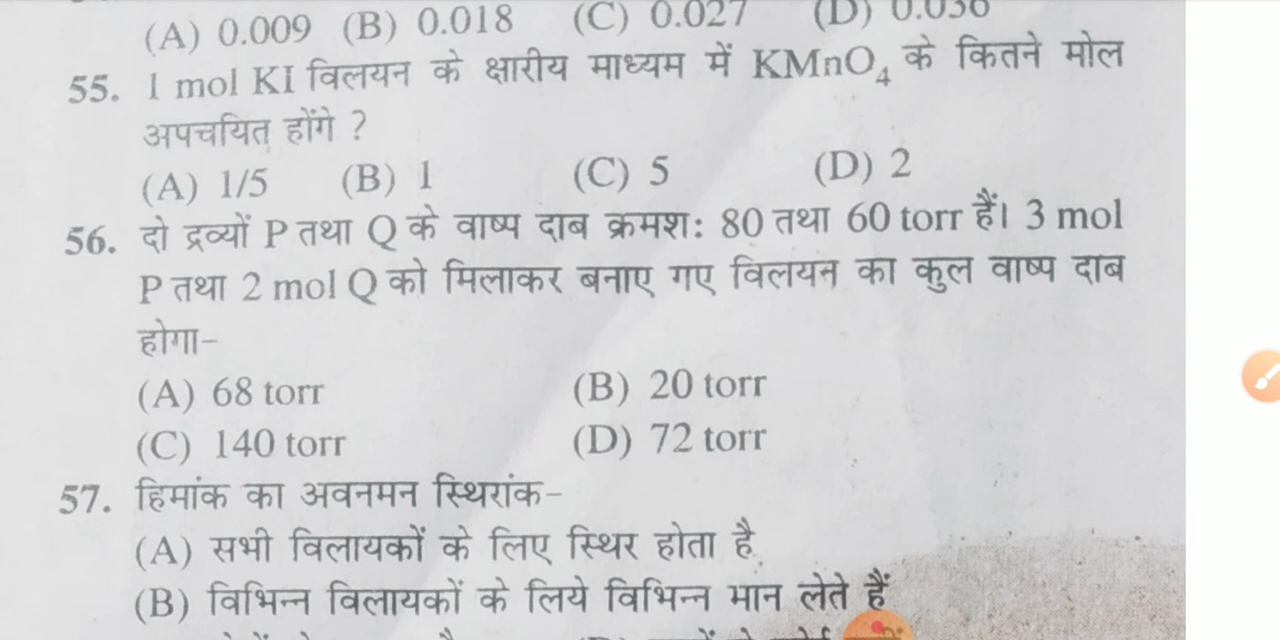 (A) 0.009 (B) 0.018 (C) 0.027 (D) 0.036
55. 1 mol KI विलयन के क्षारीय माध्यम में KMnO₄ के कितने मोल
अपचयित् होंगे ?
(A) 1/5 (B) 1 (C) 5 (D) 2
56. दो द्रव्यों P तथा Q के वाष्प दाब क्रमश: 80 तथा 60 torr हैं। 3 mol
P तथा 2 mol Q को मिलाकर बनाए गए विलयन का कुल वाष्प दाब
होगा–
(A) 68 torr (B) 20 torr
(C) 140 torr (D) 72 torr
57. हिमांक का अवनमन स्थिरांक–
(A) सभी विलायकों के लिए स्थिर होता है
(B) विभिन्न विलायकों के लिये विभिन्न मान लेते हैं